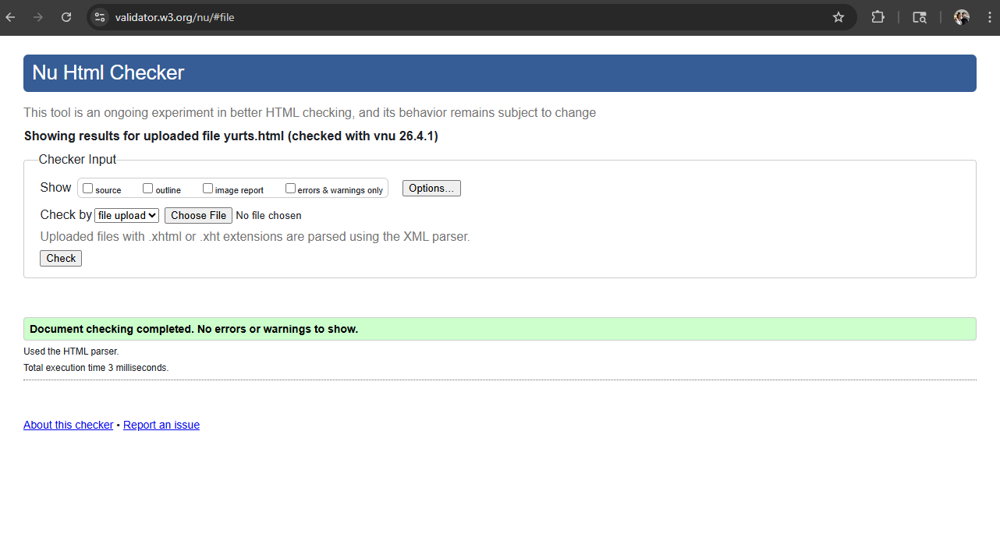 validator.w3.org/nu/#file
Nu Html Checker
This tool is an ongoing experiment in better HTML checking, and its behavior remains subject to change
Showing results for uploaded file yurts.html (checked with vnu 26.4.1)
Checker Input
Show source outline image report errors & warnings only Options...
Check by file upload Choose File No file chosen
Uploaded files with .xhtml or .xht extensions are parsed using the XML parser.
Check
Document checking completed. No errors or warnings to show.
Used the HTML parser.
Total execution time 3 milliseconds.
About this checker • Report an issue